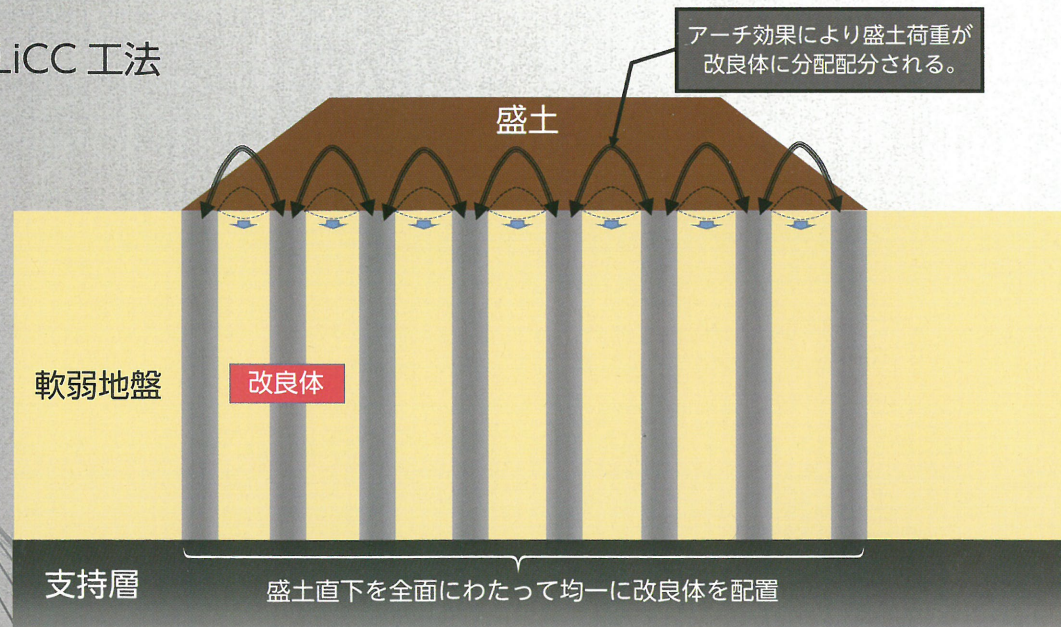 LiCC 工法
アーチ効果により盛土荷重が
改良体に分配配分される。
盛土
軟弱地盤
改良体
支持層
盛土直下を全面にわたって均一に改良体を配置